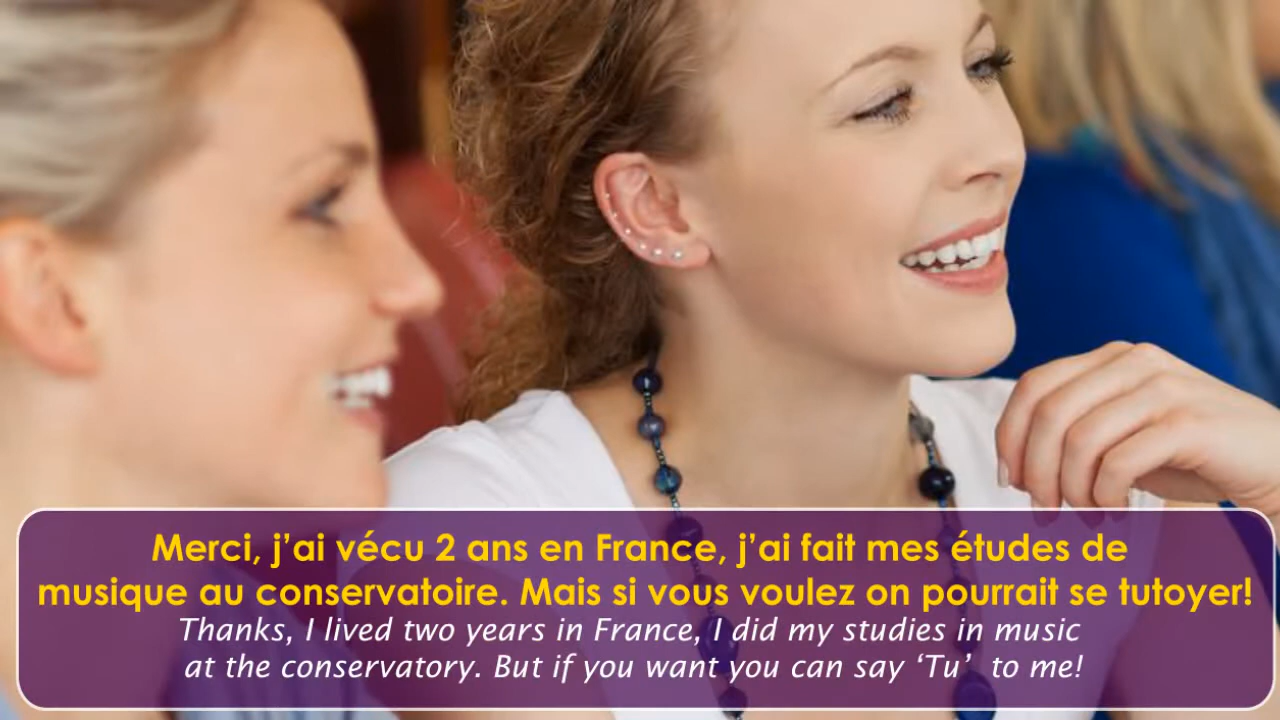 Merci, j’ai vécu 2 ans en France, j’ai fait mes études de
musique au conservatoire. Mais si vous voulez on pourrait se tutoyer!
Thanks, I lived two years in France, I did my studies in music
at the conservatory. But if you want you can say ‘Tu’ to me!